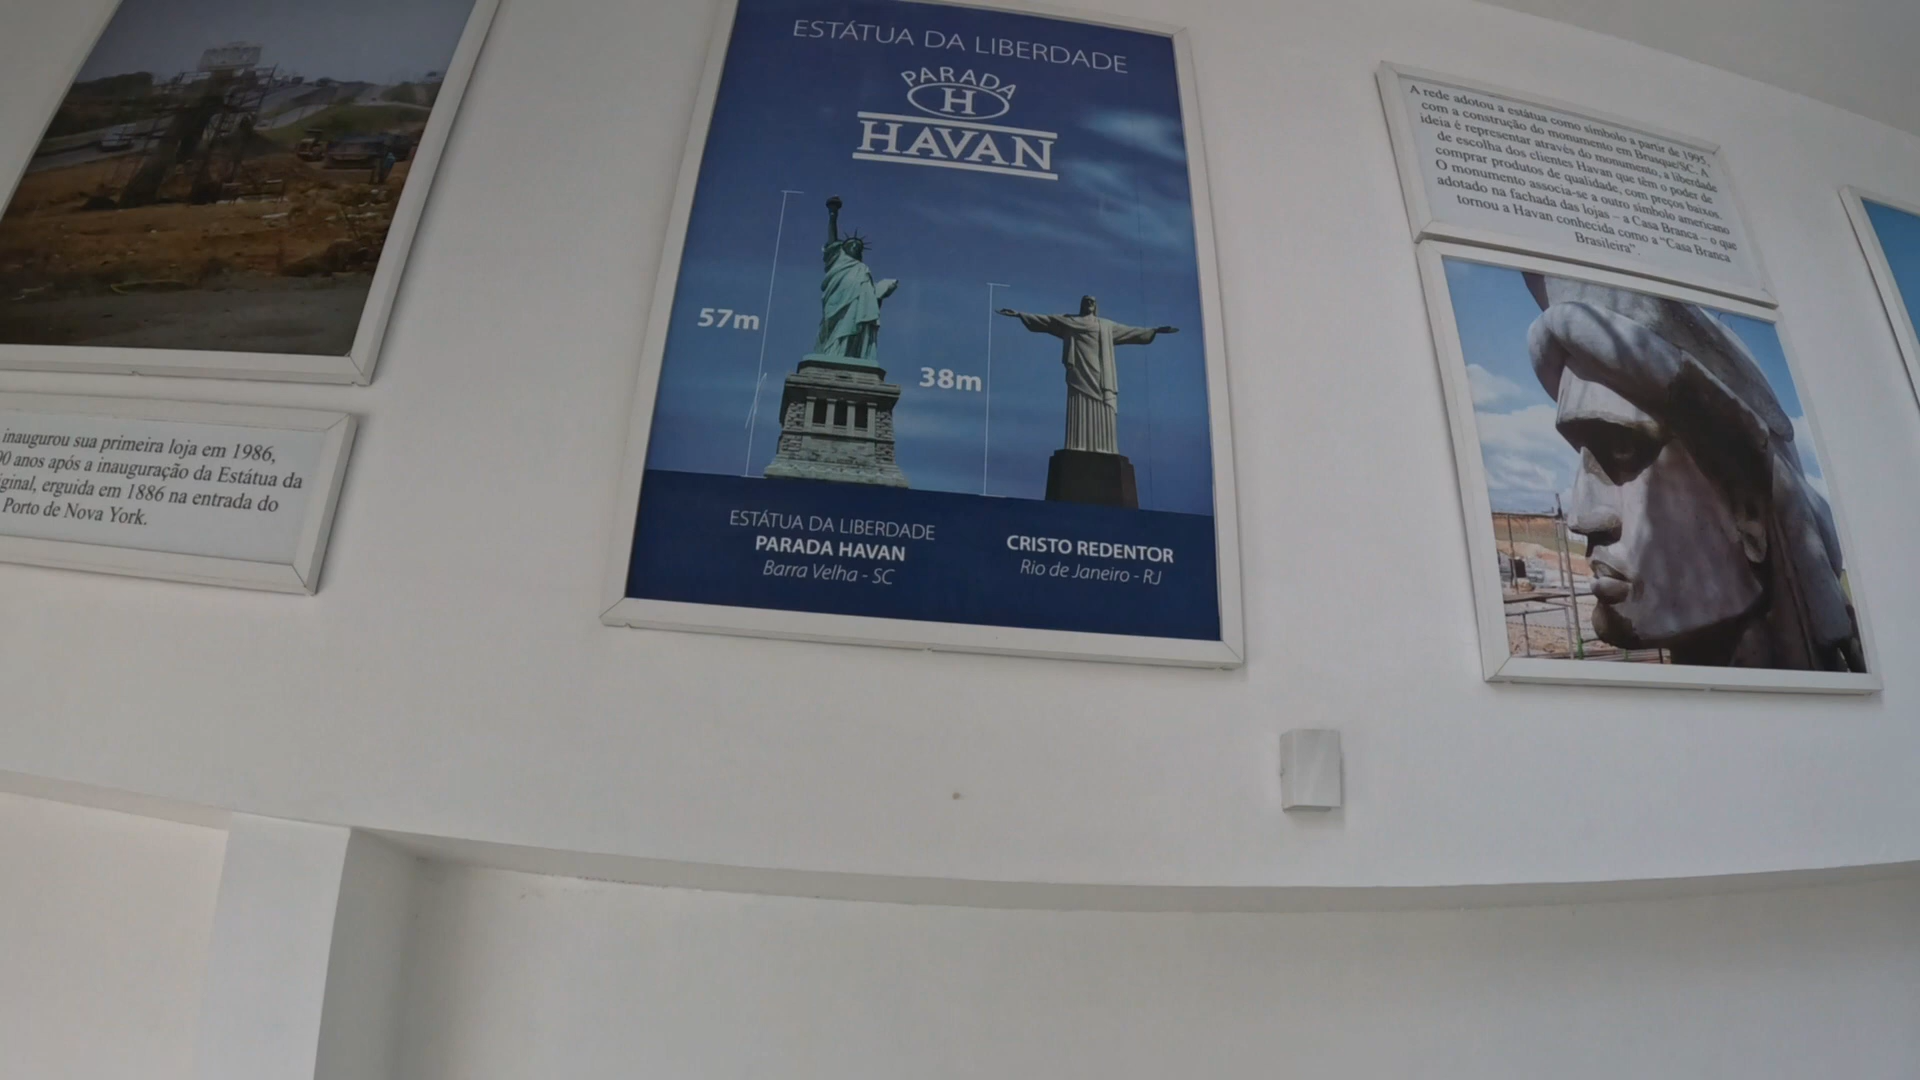 inaugurou sua primeira loja em 1986,
anos após a inauguração da Estátua da
erguida em 1886 na entrada do
Porto de Nova York.
ESTÁTUA DA LIBERDADE
PARADA
H
HAVAN
57m
38m
ESTÁTUA DA LIBERDADE
PARADA HAVAN
Barra Velha - SC
CRISTO REDENTOR
Rio de Janeiro - RJ
A rede adotou a estátua como símbolo a partir de 1995,
com a construção do monumento em Brusque/SC. A
ideia é representar através do monumento, a liberdade
de escolha dos clientes Havan que têm o poder de
comprar produtos de qualidade, com preços baixos.
O monumento associa-se a outro símbolo americano
adotado na fachada das lojas – a Casa Branca – o que
tornou a Havan conhecida como a "Casa Branca
Brasileira".